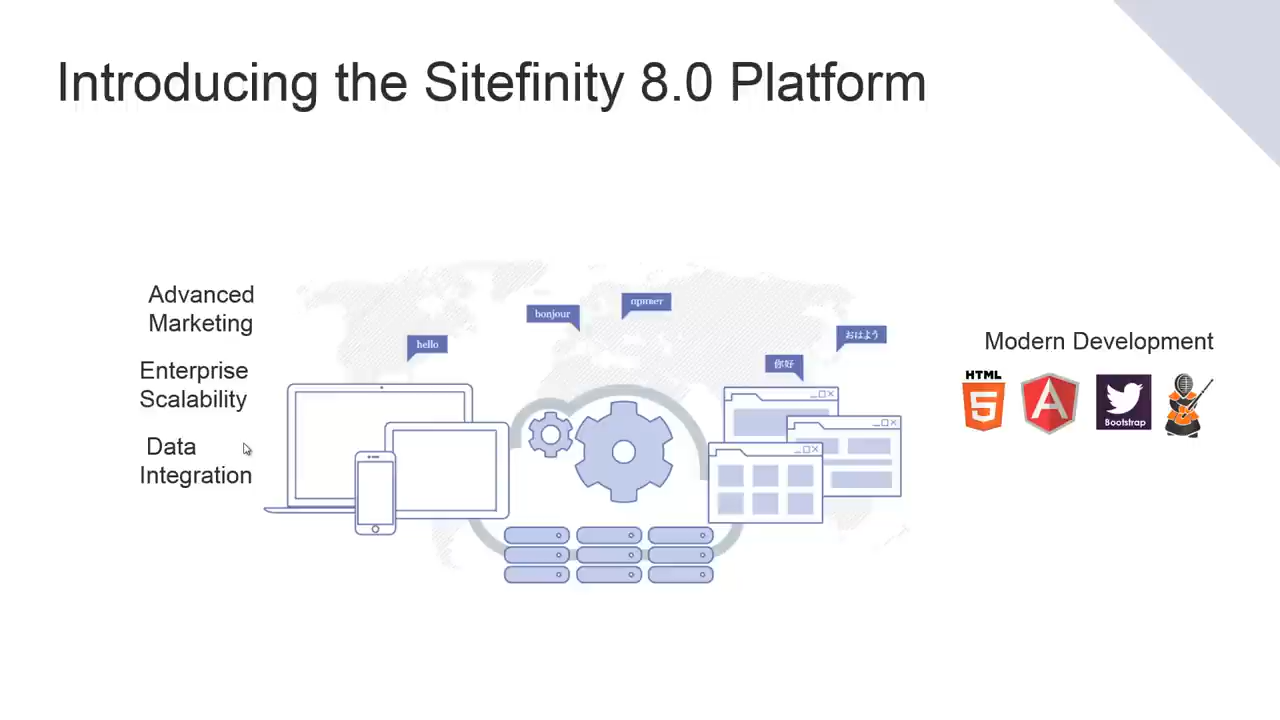 Introducing the Sitefinity 8.0 Platform
Advanced
Marketing
Enterprise
Scalability
Data
Integration
hello
bonjour
привет
你好
おはよう
Modern Development
HTML
5
A
Bootstrap